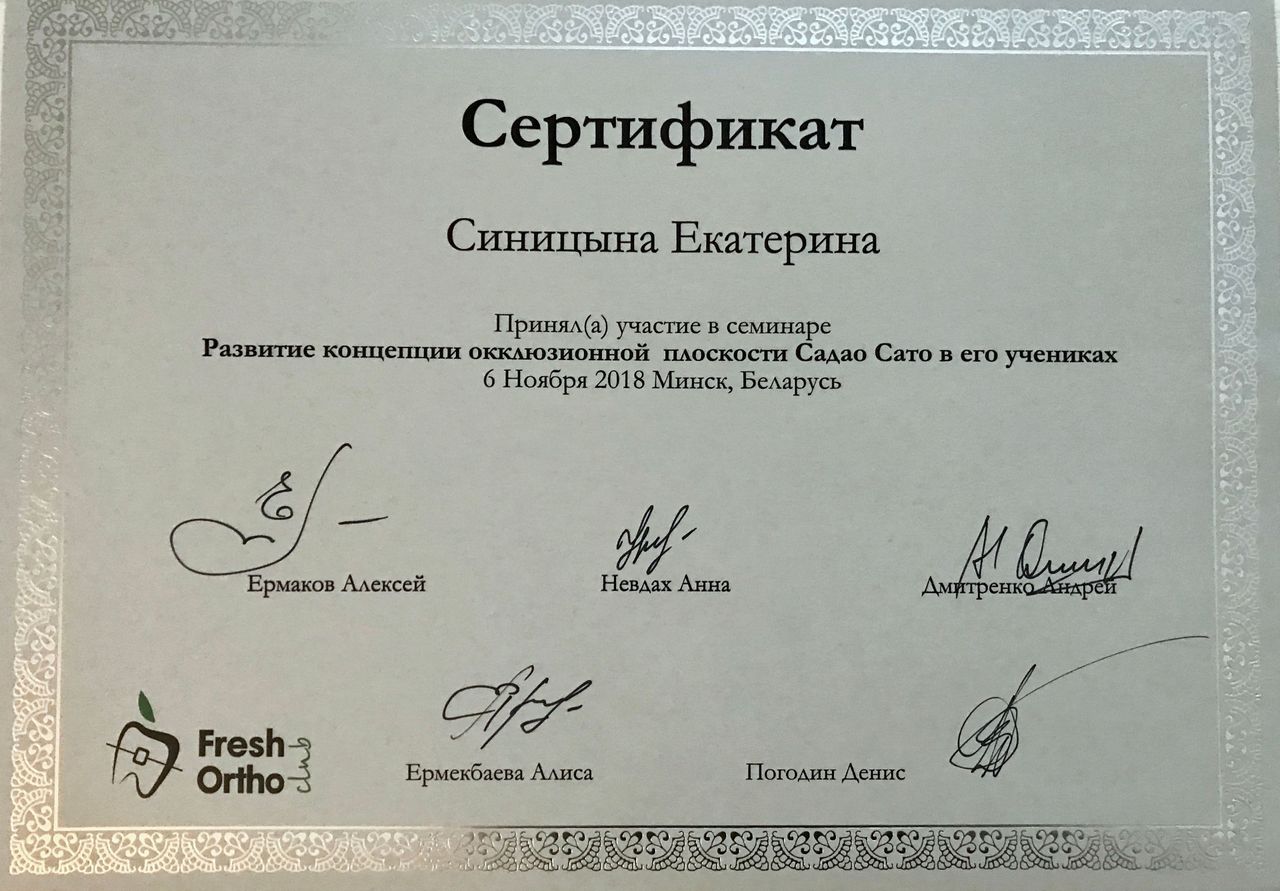 Сертификат
Синицына Екатерина
Принял(а) участие в семинаре
Развитие концепции окклюзионной плоскости Садао Сато в его учениках
6 Ноября 2018 Минск, Беларусь
Ермаков Алексей
Невдах Анна
Дмитренко Андрей
Fresh
Ortho
club
Ермекбаева Алиса
Погодин Денис